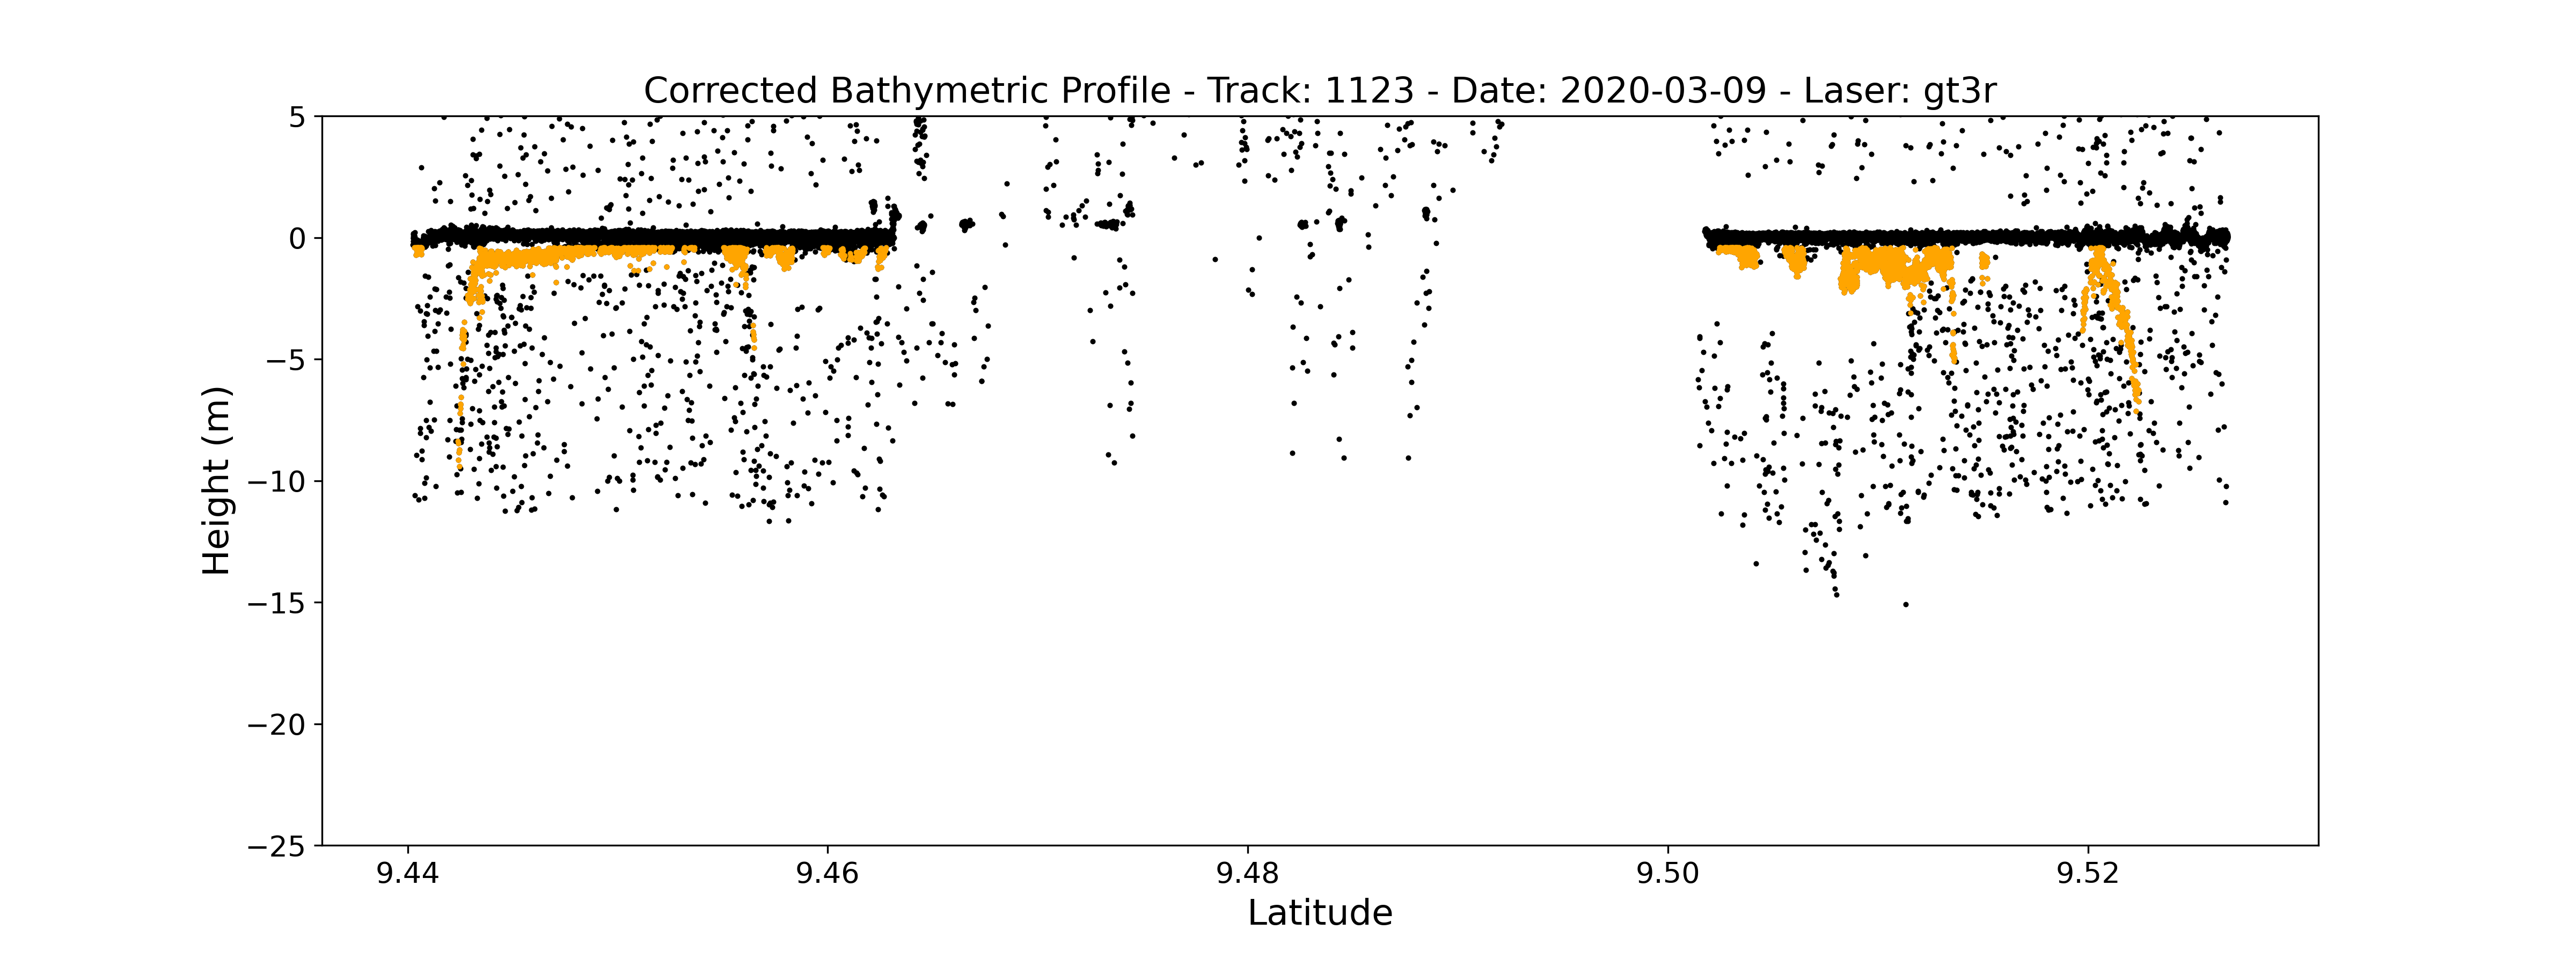 Corrected Bathymetric Profile - Track: 1123 - Date: 2020-03-09 - Laser: gt3r
5
0
−5
−10
−15
−20
−25
Height (m)
9.44 9.46 9.48 9.50 9.52
Latitude